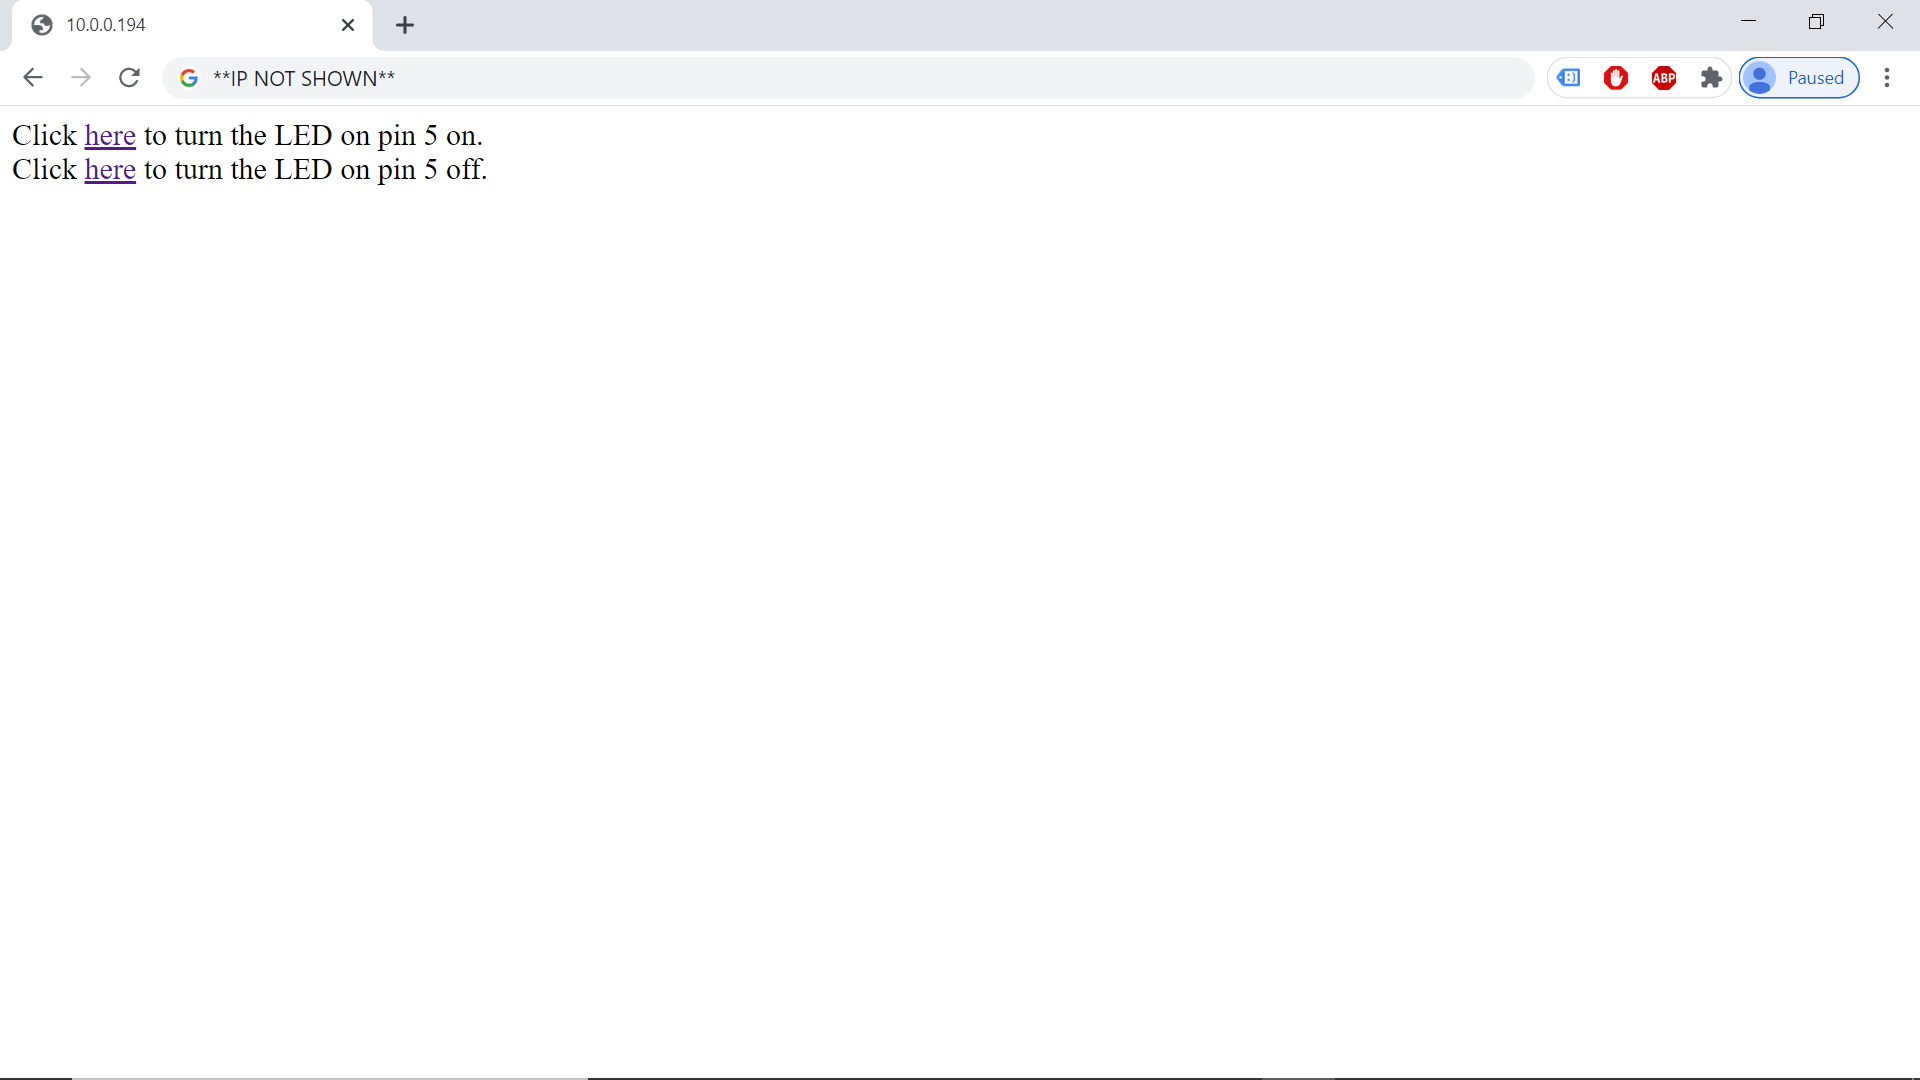 10.0.0.194
**IP NOT SHOWN**
ABP
Paused
Click here to turn the LED on pin 5 on.
Click here to turn the LED on pin 5 off.